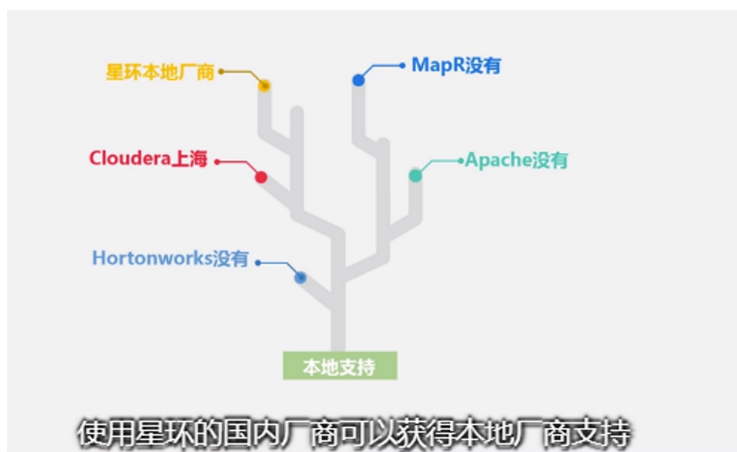 星环本地厂商
MapR没有
Cloudera上海
Apache没有
Hortonworks没有
本地支持
使用星环的国内厂商可以获得本地厂商支持